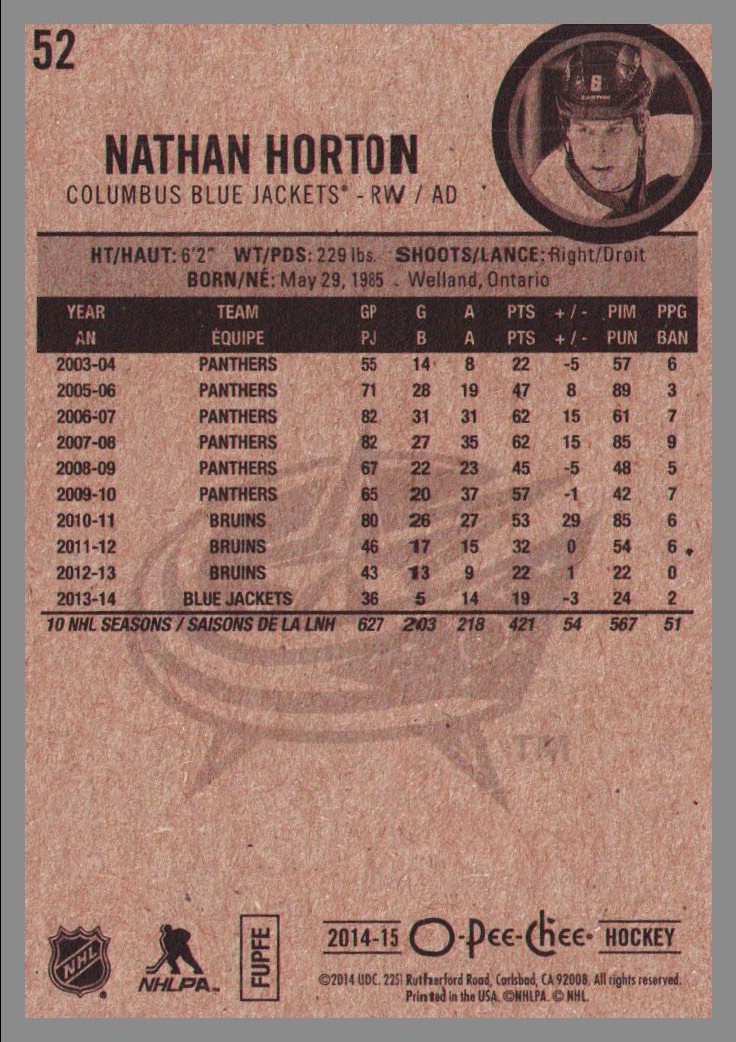 52
8
EASTON
NATHAN HORTON
COLUMBUS BLUE JACKETS® - RW / AD
HT/HAUT: 6'2" WT/PDS: 229 lbs. SHOOTS/LANCE: Right/Droit
BORN/NÉ: May 29, 1985 . Welland, Ontario
YEAR TEAM GP G A PTS +/- PIM PPG
AN ÉQUIPE PJ B A PTS +/- PUN BAN
2003-04 PANTHERS 55 14 8 22 -5 57 6
2005-06 PANTHERS 71 28 19 47 8 89 3
2006-07 PANTHERS 82 31 31 62 15 61 7
2007-08 PANTHERS 82 27 35 62 15 85 9
2008-09 PANTHERS 67 22 23 45 -5 48 5
2009-10 PANTHERS 65 20 37 57 -1 42 7
2010-11 BRUINS 80 26 27 53 29 85 6
2011-12 BRUINS 46 17 15 32 0 54 6
2012-13 BRUINS 43 13 9 22 1 22 0
2013-14 BLUE JACKETS 36 5 14 19 -3 24 2
10 NHL SEASONS / SAISONS DE LA LNH 627 203 218 421 54 567 51
TM
NHL
NHLPA™
FUPFE
2014-15 O-Pee-Chee® HOCKEY
©2014 UDC. 2251 Rutherford Road, Carlsbad, CA 92008. All rights reserved.
Printed in the USA. ©NHLPA. © NHL.